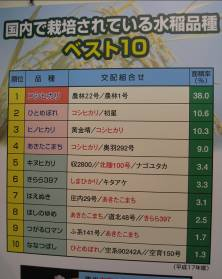 国内で栽培されている水稲品種
ベスト10
順位 品種 交配組合せ 面積率(%)
1 コシヒカリ 農林22号/農林1号 38.0
2 ひとめぼれ コシヒカリ/初星 10.6
3 ヒノヒカリ 黄金晴/コシヒカリ 10.3
4 あきたこまち コシヒカリ/奥羽292号 9.0
5 キヌヒカリ 収2800//北陸100号/ナゴユタカ 3.4
6 きらら397 しまひかり/キタアケ 3.3
7 はえぬき 庄内29号/あきたこまち 3.1
8 ほしのゆめ あきたこまち/道北48号//きらら397 2.5
9 つがるロマン ふ系141号/あきたこまち 1.7
10 ななつぼし ひとめぼれ/空系90242A//空育150号 1.3
(平成17年産)